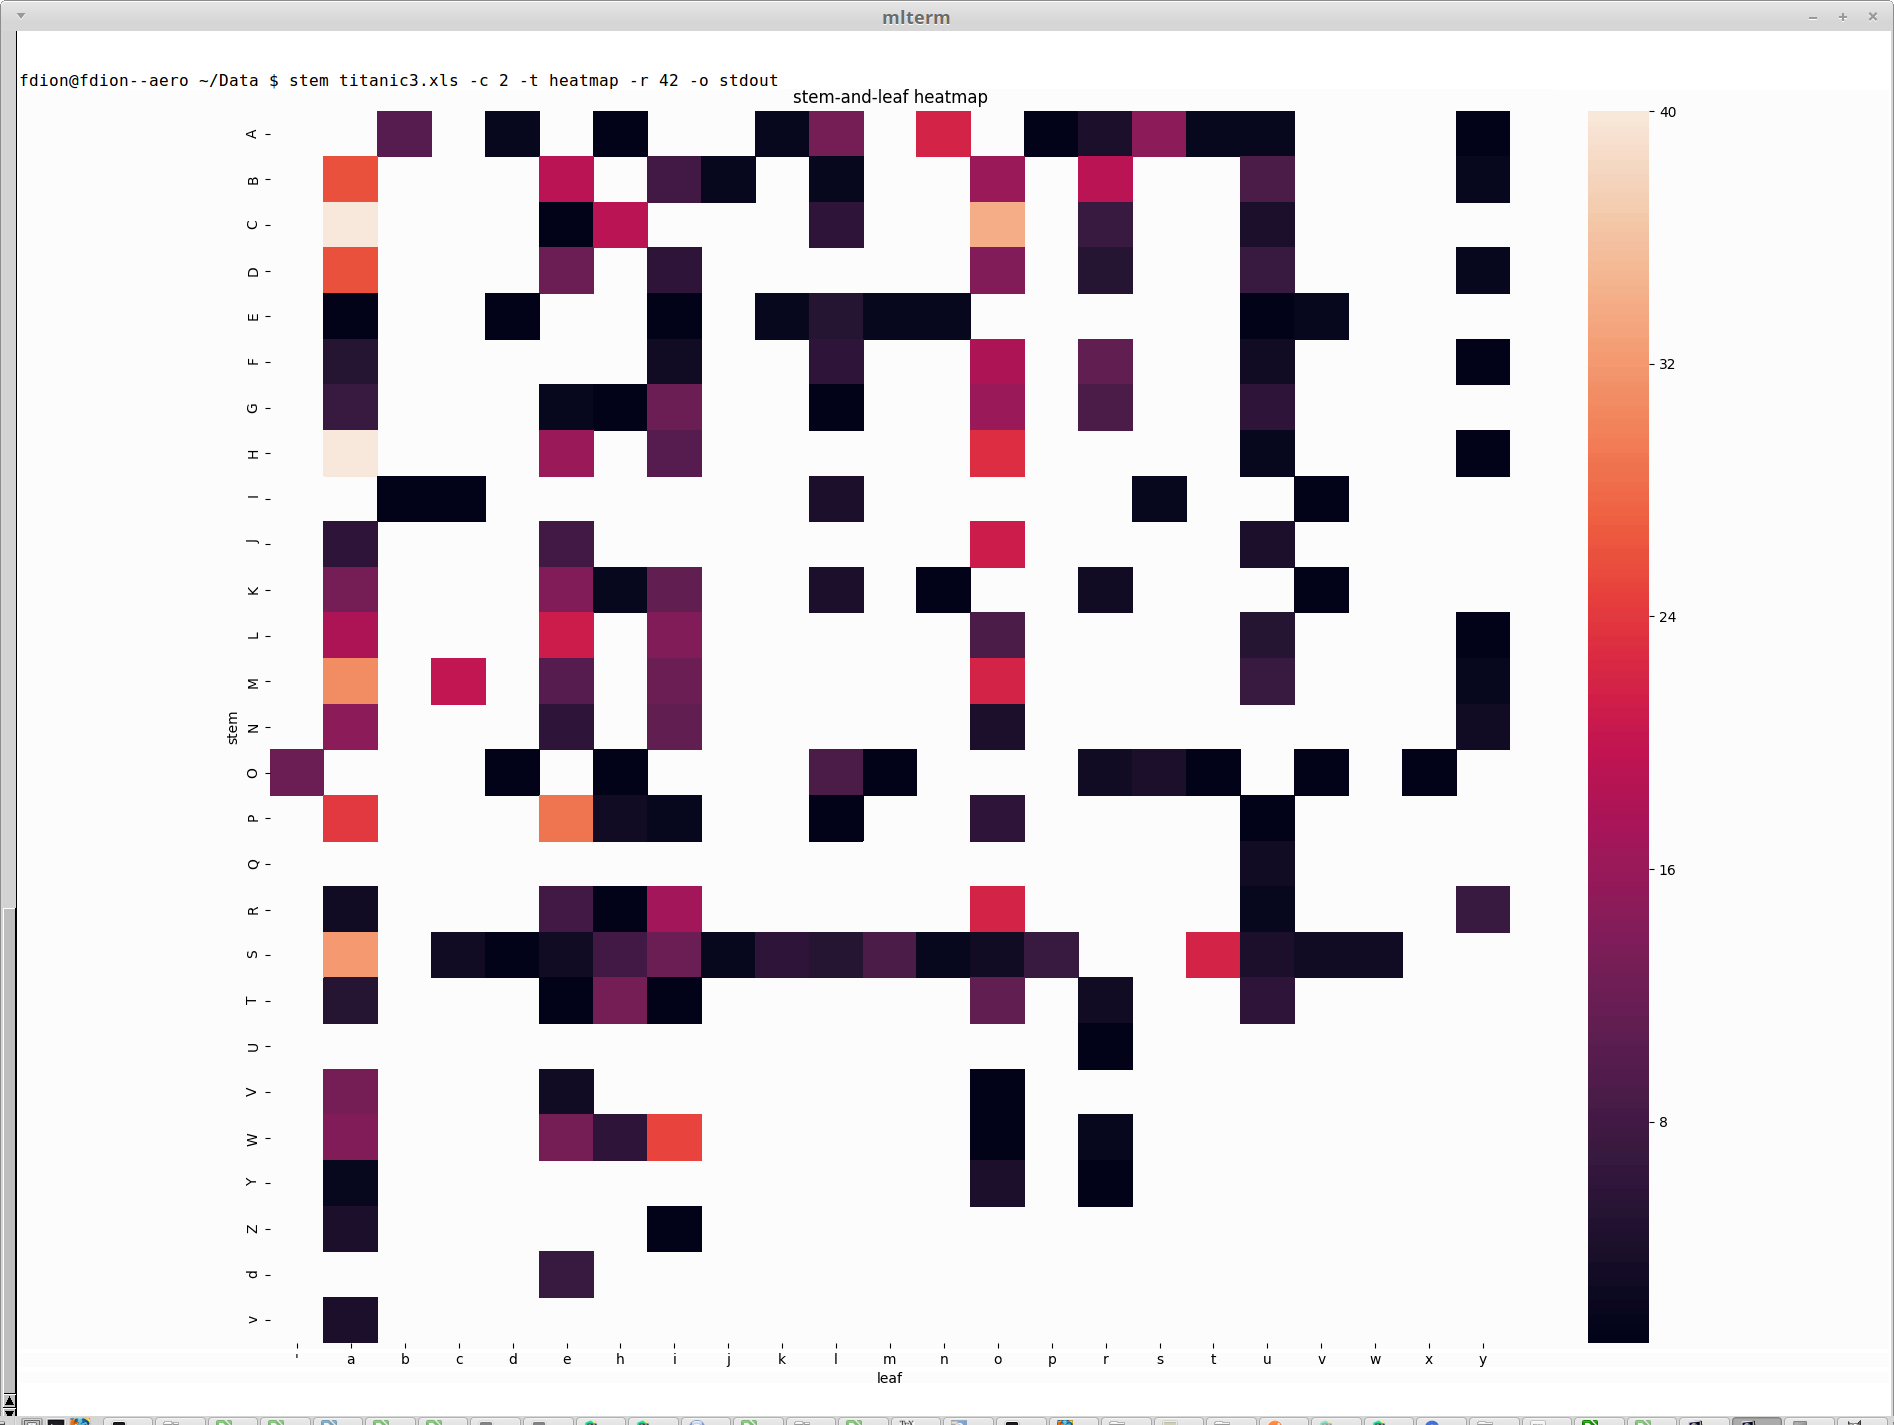 mlterm
fdion@fdion--aero ~/Data $ stem titanic3.xls -c 2 -t heatmap -r 42 -o stdout
stem-and-leaf heatmap
A
B
C
D
E
F
G
H
I
J
K
L
M
N
O
P
Q
R
S
T
U
V
W
Y
Z
d
v
stem
' a b c d e h i j k l m n o p r s t u v w x y
leaf
40
32
24
16
8